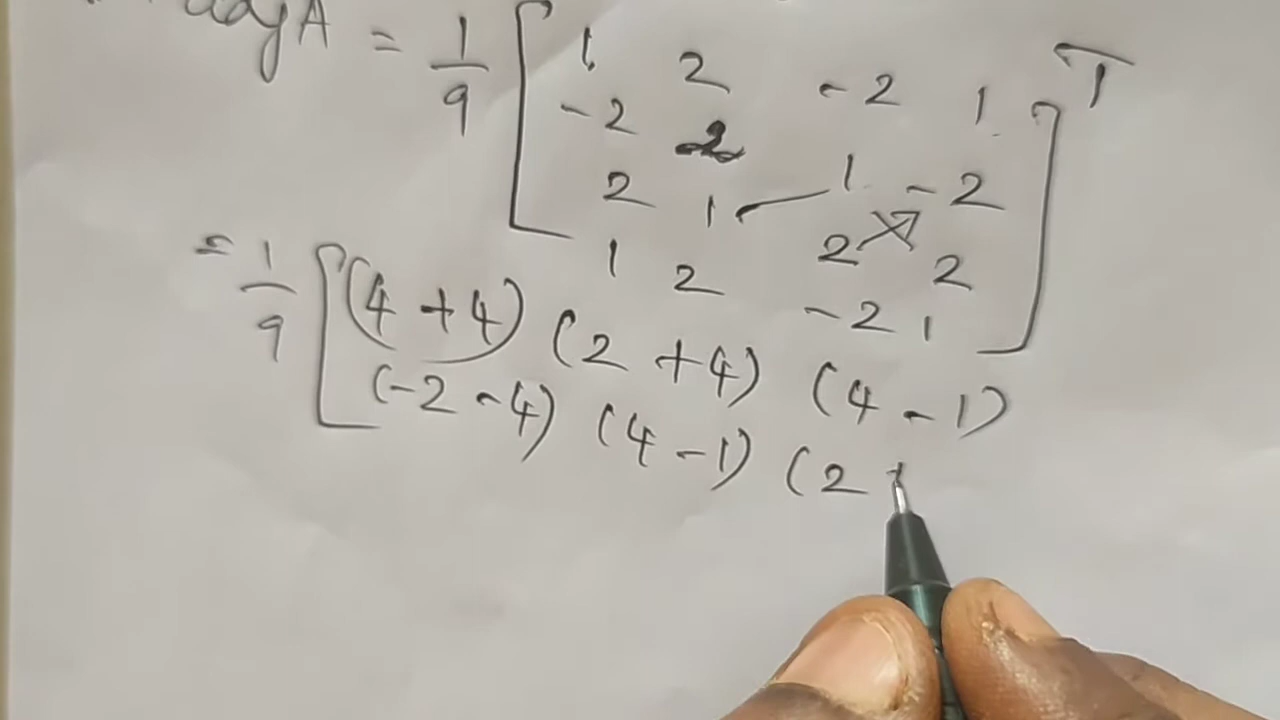 adj A = 1/9 [ 1 2 -2 1
-2 2 1 -2
2 1 2 2
1 2 -2 1 ]ᵀ
= 1/9 [ (4 + 4) (2 + 4) (4 - 1)
(-2 - 4) (4 - 1) (2